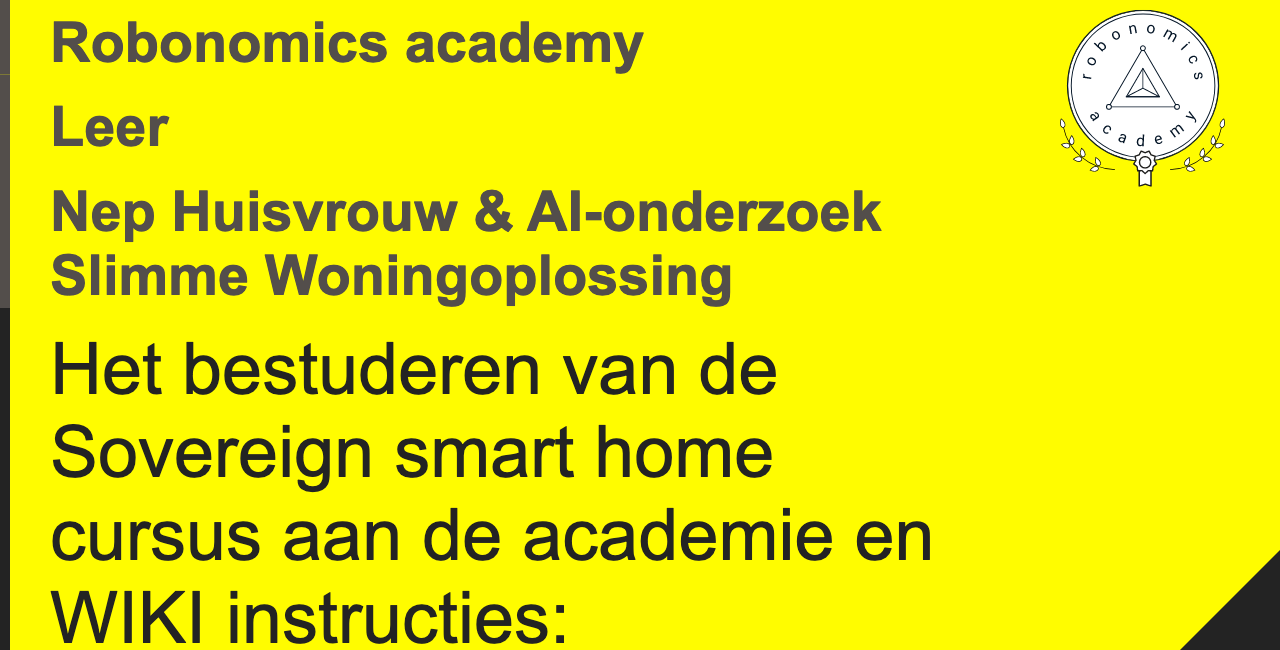 Robonomics academy
Leer
Nep Huisvrouw & AI-onderzoek
Slimme Woningoplossing
Het bestuderen van de
Sovereign smart home
cursus aan de academie en
WIKI instructies:
robonomics
academy